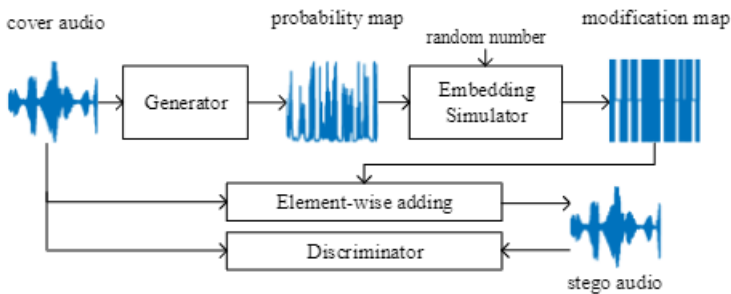 cover audio
probability map
modification map
random number
Generator
Embedding
Simulator
Element-wise adding
Discriminator
stego audio